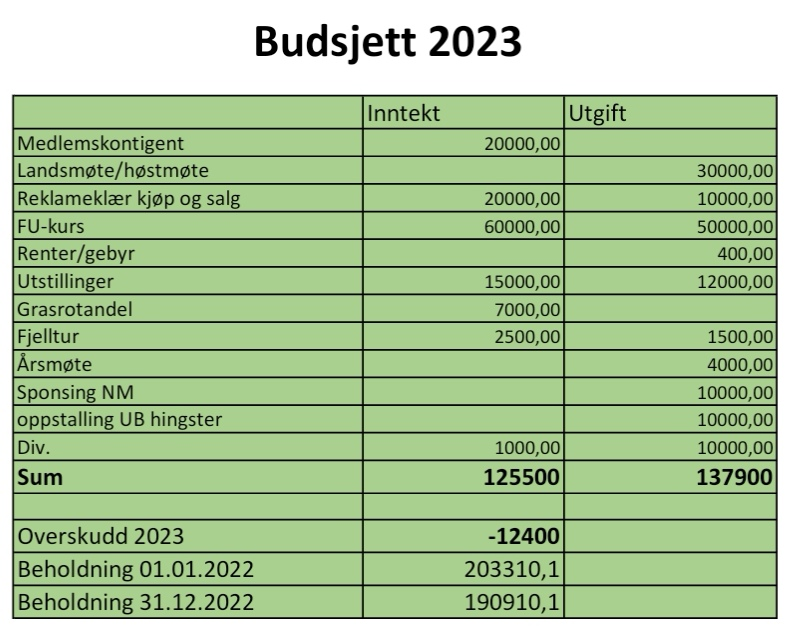 Budsjett 2023
Inntekt Utgift
Medlemskontigent 20000,00
Landsmøte/høstmøte 30000,00
Reklameklær kjøp og salg 20000,00 10000,00
FU-kurs 60000,00 50000,00
Renter/gebyr 400,00
Utstillinger 15000,00 12000,00
Grasrotandel 7000,00
Fjelltur 2500,00 1500,00
Årsmøte 4000,00
Sponsing NM 10000,00
oppstalling UB hingster 10000,00
Div. 1000,00 10000,00
Sum 125500 137900
Overskudd 2023 -12400
Beholdning 01.01.2022 203310,1
Beholdning 31.12.2022 190910,1